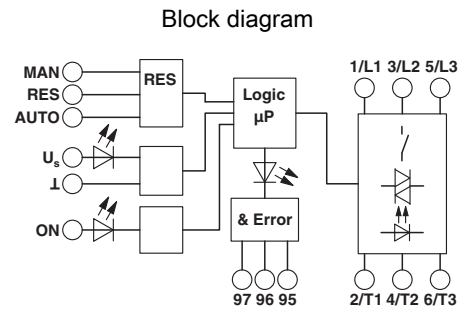 Block diagram
MAN
RES
AUTO
RES
Us
⊥
ON
Logic
µP
& Error
97 96 95
1/L1 3/L2 5/L3
2/T1 4/T2 6/T3